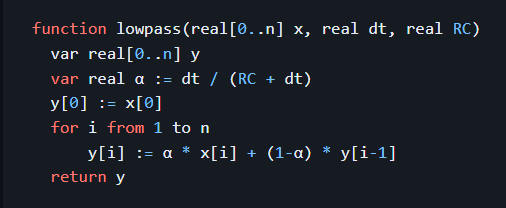 function lowpass(real[0..n] x, real dt, real RC)
var real[0..n] y
var real α := dt / (RC + dt)
y[0] := x[0]
for i from 1 to n
y[i] := α * x[i] + (1-α) * y[i-1]
return y